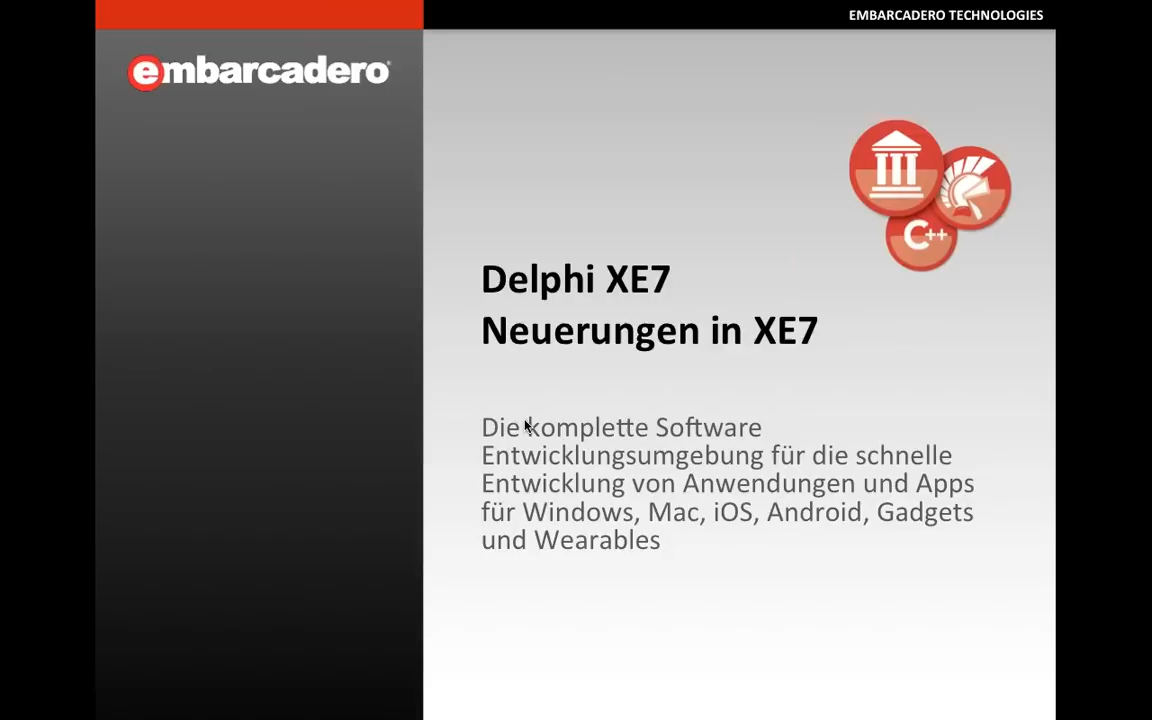 EMBARCADERO TECHNOLOGIES
embarcadero®
C++
Delphi XE7
Neuerungen in XE7
Die komplette Software
Entwicklungsumgebung für die schnelle
Entwicklung von Anwendungen und Apps
für Windows, Mac, iOS, Android, Gadgets
und Wearables